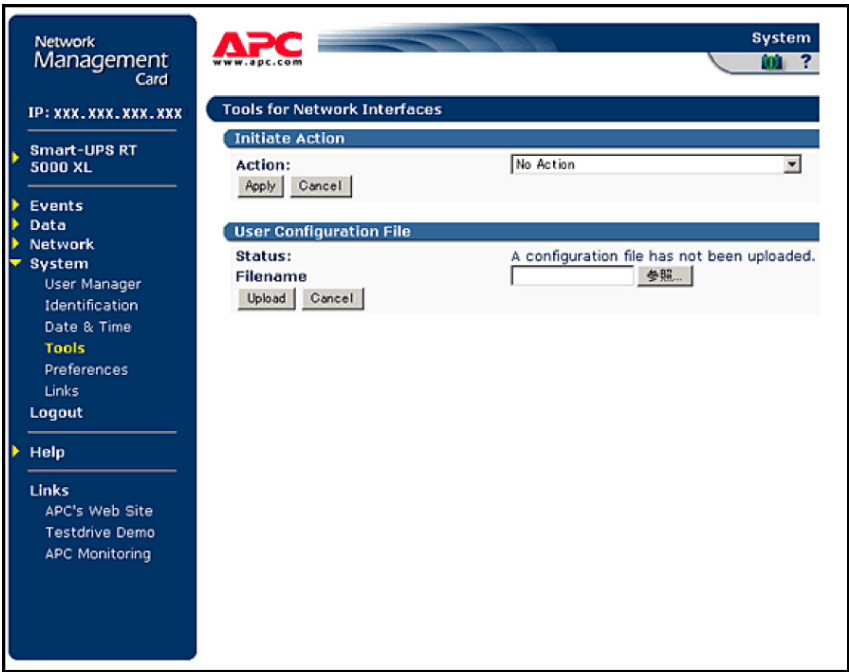 Network
Management
Card
IP: xxx.xxx.xxx.xxx
Smart-UPS RT
5000 XL
Events
Data
Network
System
User Manager
Identification
Date & Time
Tools
Preferences
Links
Logout
Help
Links
APC's Web Site
Testdrive Demo
APC Monitoring
APC
www.apc.com
System
?
Tools for Network Interfaces
Initiate Action
Action: No Action
Apply Cancel
User Configuration File
Status: A configuration file has not been uploaded.
Filename 参照...
Upload Cancel